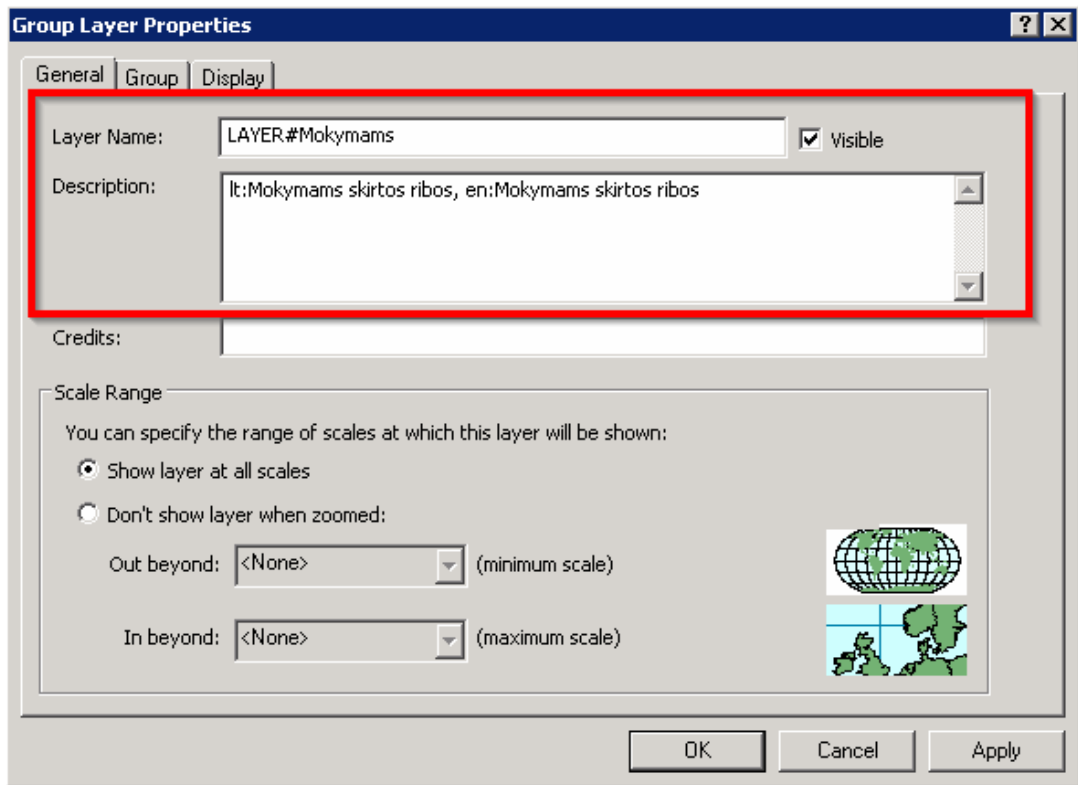 Group Layer Properties
General Group Display
Layer Name: LAYER#Mokymams Visible
Description: lt:Mokymams skirtos ribos, en:Mokymams skirtos ribos
Credits:
Scale Range
You can specify the range of scales at which this layer will be shown:
Show layer at all scales
Don't show layer when zoomed:
Out beyond: <None> (minimum scale)
In beyond: <None> (maximum scale)
OK Cancel Apply